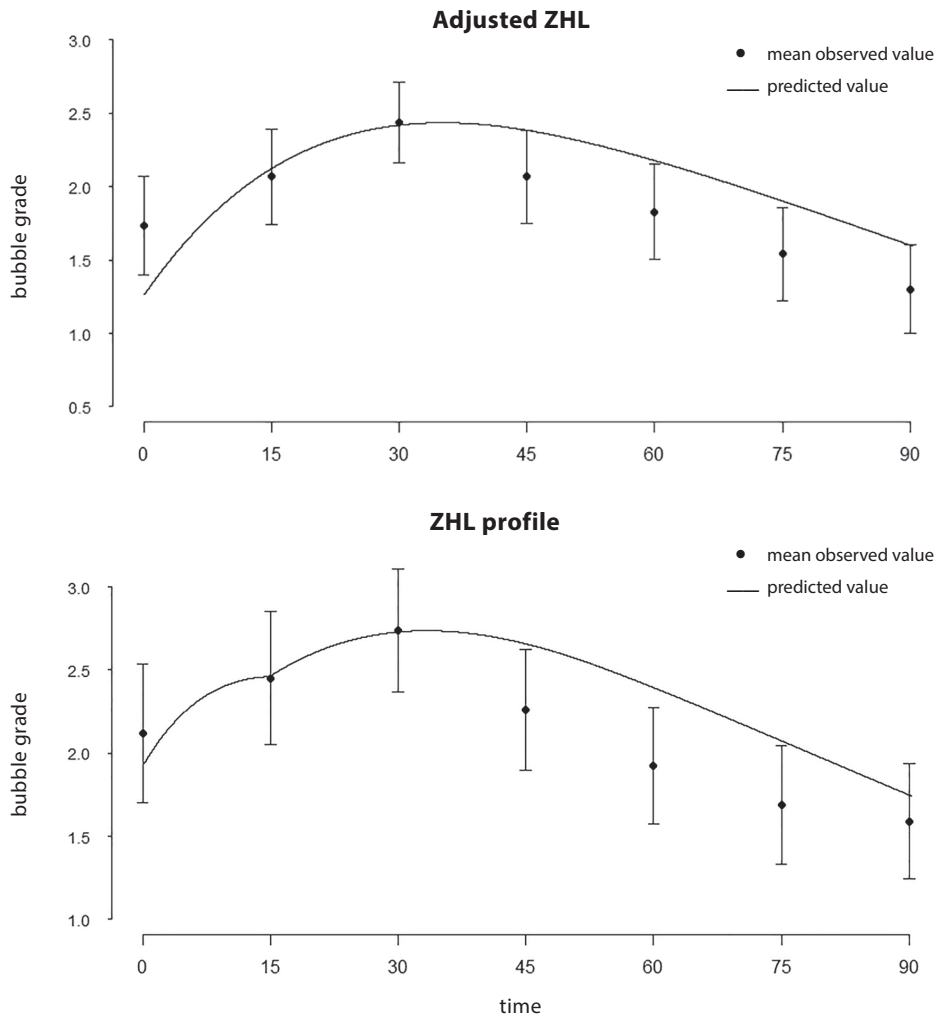 Adjusted ZHL
mean observed value
predicted value
bubble grade
3.0
2.5
2.0
1.5
1.0
0.5
0 15 30 45 60 75 90
ZHL profile
mean observed value
predicted value
bubble grade
3.0
2.5
2.0
1.5
1.0
0 15 30 45 60 75 90
time